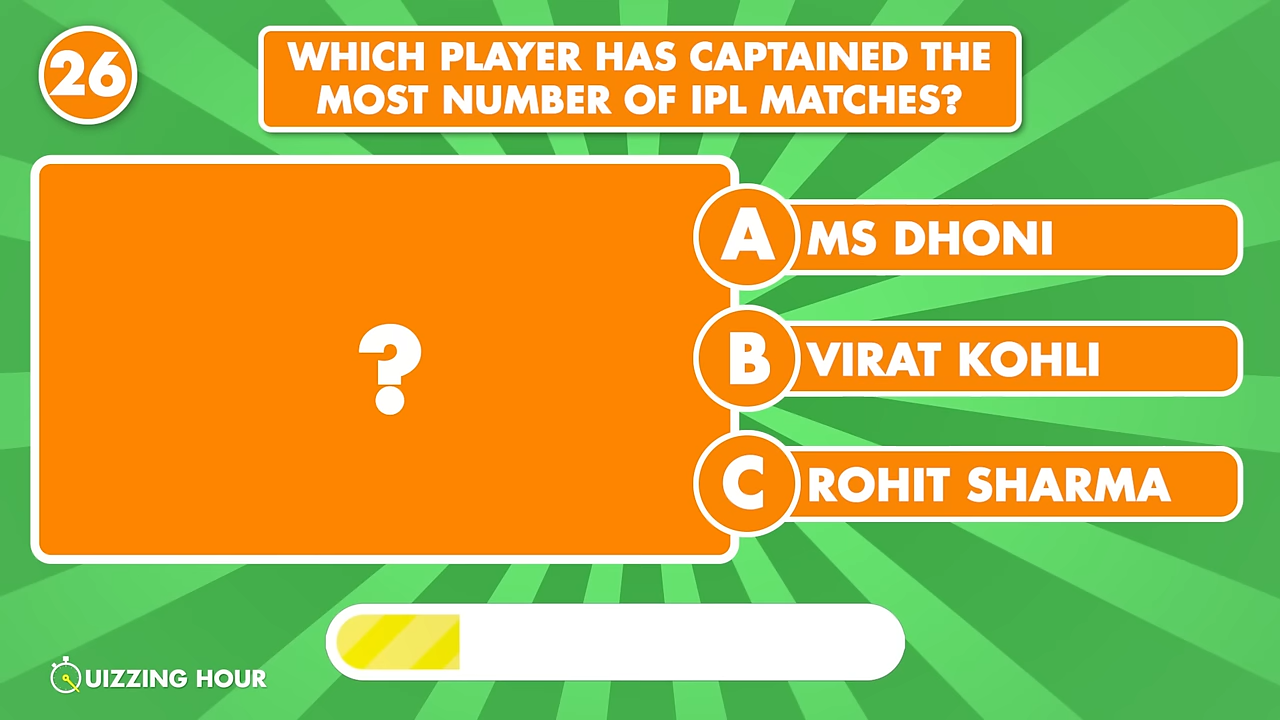 26
WHICH PLAYER HAS CAPTAINED THE
MOST NUMBER OF IPL MATCHES?
?
A MS DHONI
B VIRAT KOHLI
C ROHIT SHARMA
QUIZZING HOUR